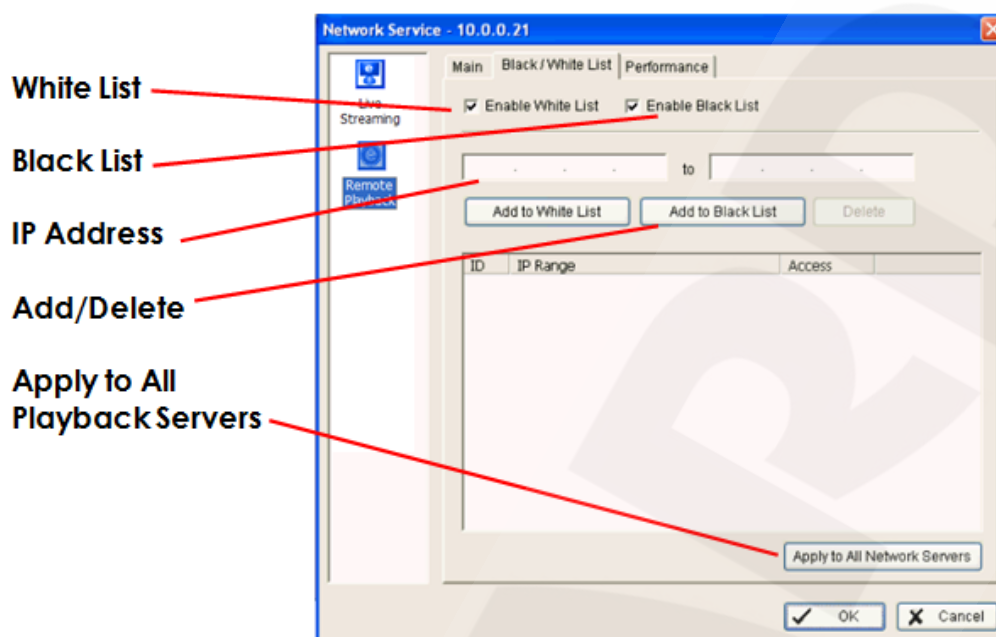 Network Service - 10.0.0.21
White List
Black List
IP Address
Add/Delete
Apply to All
Playback Servers
Live
Streaming
Remote
Playback
Main Black/White List Performance
Enable White List Enable Black List
. . . to . . .
Add to White List Add to Black List Delete
ID IP Range Access
Apply to All Network Servers
OK Cancel